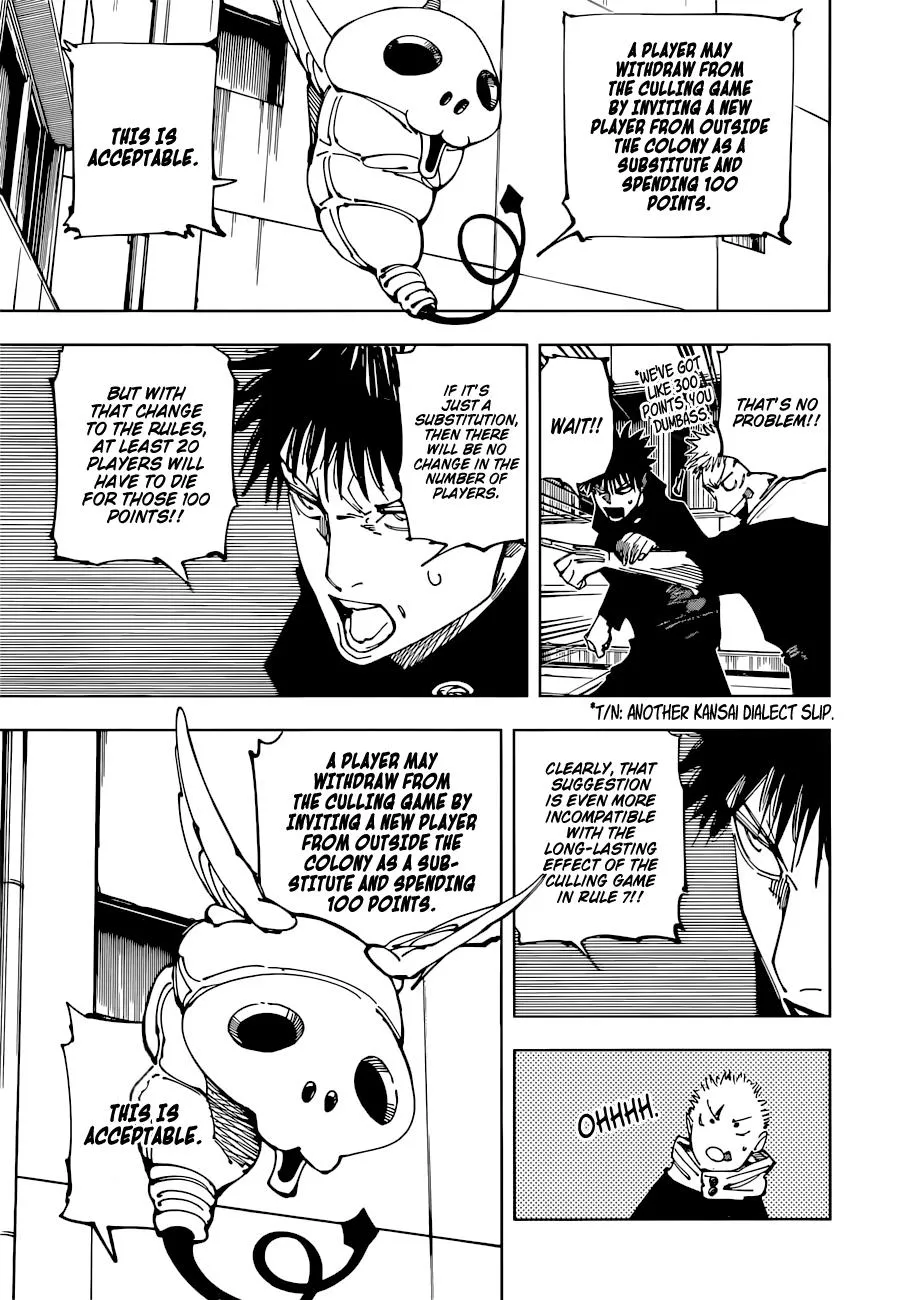 A PLAYER MAY
WITHDRAW FROM
THE CULLING GAME
BY INVITING A NEW
PLAYER FROM OUTSIDE
THE COLONY AS A
SUBSTITUTE AND
SPENDING 100
POINTS.
THIS IS
ACCEPTABLE.
THAT'S NO
PROBLEM!!
*WE'VE GOT
LIKE 300
POINTS, YOU
DUMBASS.
WAIT!!
IF IT'S
JUST A
SUBSTITUTION,
THEN THERE
WILL BE NO
CHANGE IN THE
NUMBER OF
PLAYERS.
BUT WITH
THAT CHANGE
TO THE RULES,
AT LEAST 20
PLAYERS WILL
HAVE TO DIE
FOR THOSE 100
POINTS!!
*T/N: ANOTHER KANSAI DIALECT SLIP.
CLEARLY, THAT
SUGGESTION
IS EVEN MORE
INCOMPATIBLE
WITH THE
LONG-LASTING
EFFECT OF THE
CULLING GAME
IN RULE 7!!
OHHHH.
A PLAYER MAY
WITHDRAW FROM
THE CULLING GAME BY
INVITING A NEW PLAYER
FROM OUTSIDE THE
COLONY AS A SUB-
STITUTE AND SPENDING
100 POINTS.
THIS IS
ACCEPTABLE.